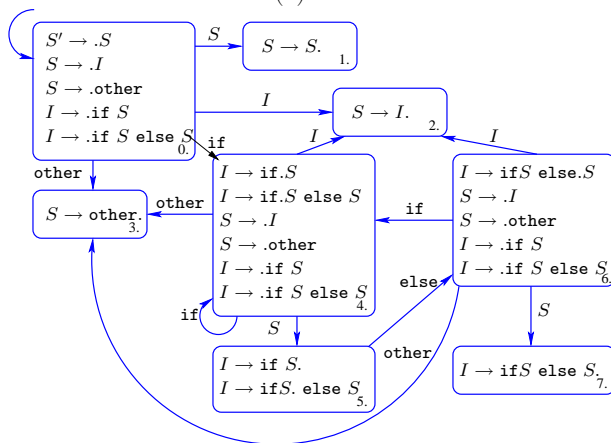 S′ → .S
S → .I
S → .other
I → .if S
I → .if S else S
0.
S
S → S.
1.
I
S → I.
2.
if
I
I
other
S → other.
3.
other
I → if.S
I → if.S else S
S → .I
S → .other
I → .if S
I → .if S else S
4.
if
I → ifS else.S
S → .I
S → .other
I → .if S
I → .if S else S
6.
if
S
else
other
S
I → if S.
I → ifS. else S
5.
I → ifS else S.
7.